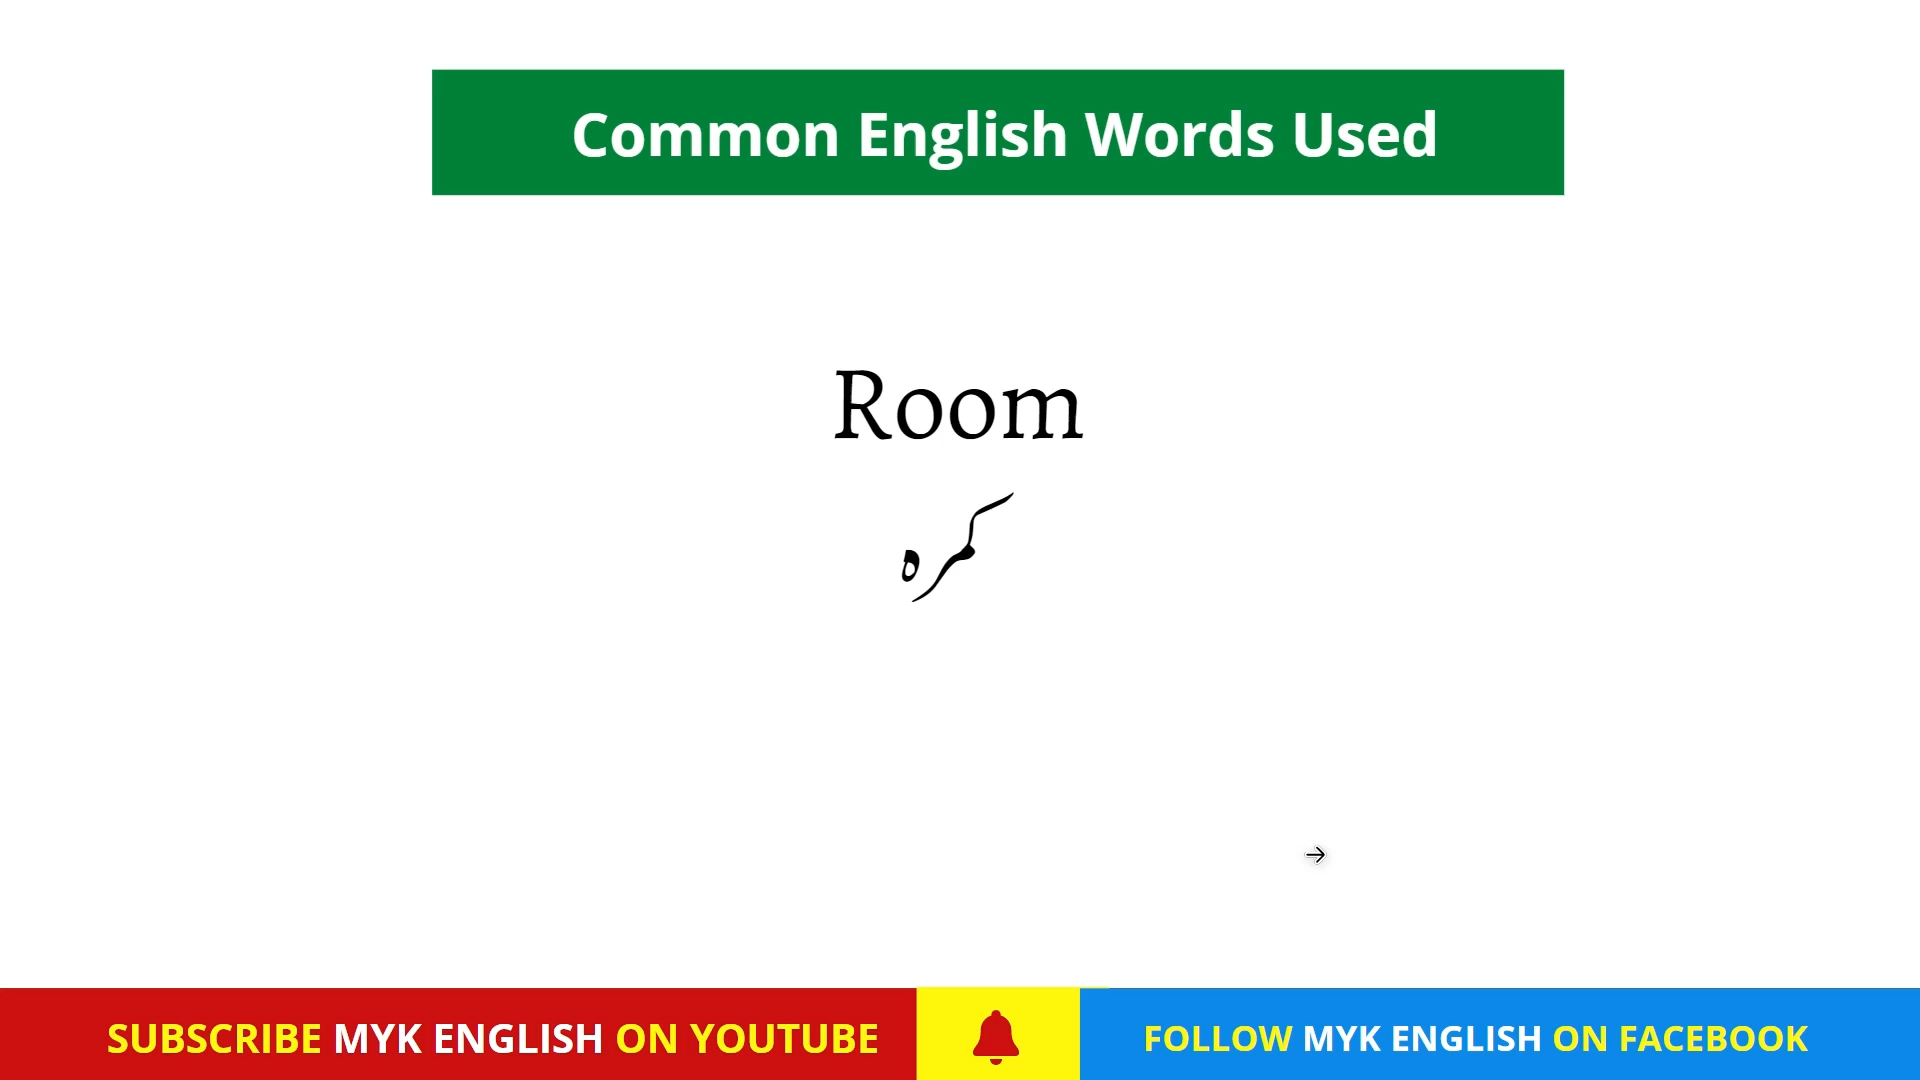 Common English Words Used
Room
کمرہ
SUBSCRIBE MYK ENGLISH ON YOUTUBE
FOLLOW MYK ENGLISH ON FACEBOOK